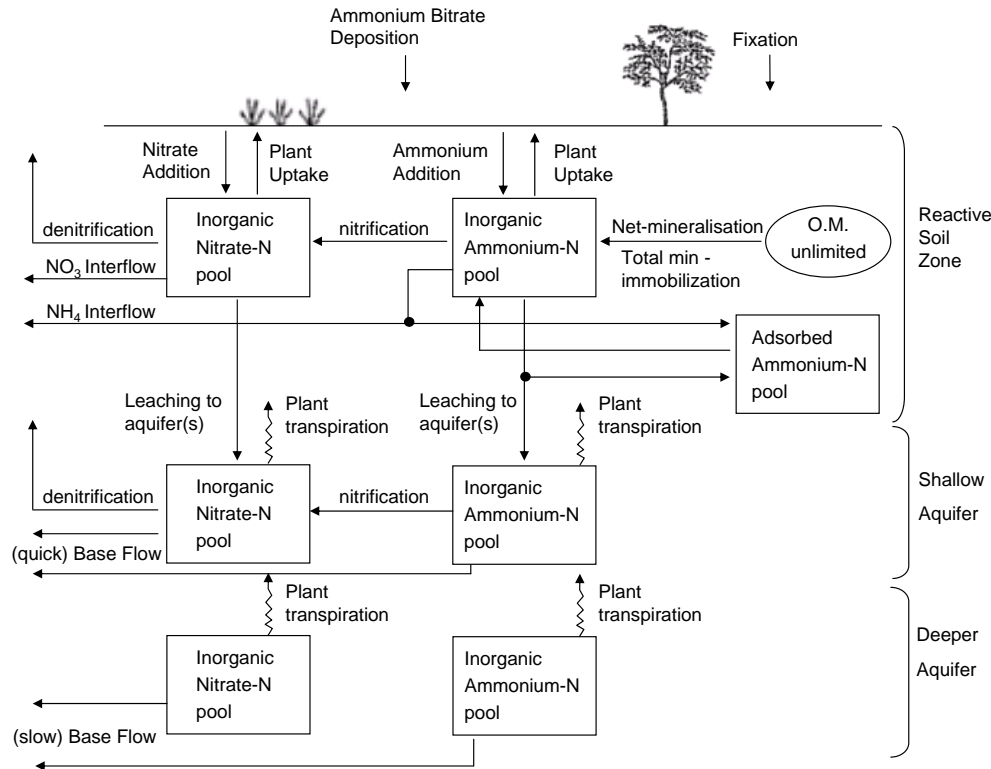 Ammonium Bitrate
Deposition
Fixation
Nitrate
Addition
Plant
Uptake
Ammonium
Addition
Plant
Uptake
denitrification
Inorganic
Nitrate-N
pool
nitrification
Inorganic
Ammonium-N
pool
Net-mineralisation
Total min -
immobilization
O.M.
unlimited
Reactive
Soil
Zone
NO3 Interflow
NH4 Interflow
Adsorbed
Ammonium-N
pool
Leaching to
aquifer(s)
Plant
transpiration
Leaching to
aquifer(s)
Plant
transpiration
denitrification
Inorganic
Nitrate-N
pool
nitrification
Inorganic
Ammonium-N
pool
Shallow
Aquifer
(quick) Base Flow
Plant
transpiration
Plant
transpiration
Inorganic
Nitrate-N
pool
Inorganic
Ammonium-N
pool
Deeper
Aquifer
(slow) Base Flow